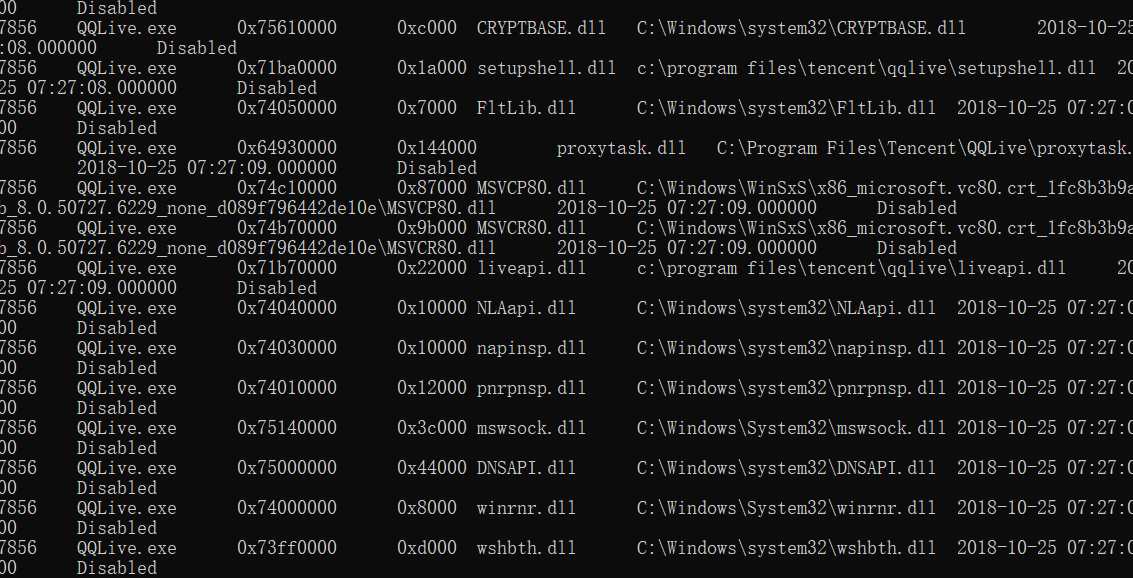 00      Disabled
7856    QQLive.exe      0x75610000      0xc000  CRYPTBASE.dll   C:\Windows\system32\CRYPTBASE.dll       2018-10-25
:08.000000      Disabled
7856    QQLive.exe      0x71ba0000      0x1a000 setupshell.dll  c:\program files\tencent\qqlive\setupshell.dll  20
25 07:27:08.000000      Disabled
7856    QQLive.exe      0x74050000      0x7000  FltLib.dll      C:\Windows\system32\FltLib.dll  2018-10-25 07:27:0
00      Disabled
7856    QQLive.exe      0x64930000      0x144000        proxytask.dll   C:\Program Files\Tencent\QQLive\proxytask.
        2018-10-25 07:27:09.000000      Disabled
7856    QQLive.exe      0x74c10000      0x87000 MSVCP80.dll     C:\Windows\WinSxS\x86_microsoft.vc80.crt_1fc8b3b9a
b_8.0.50727.6229_none_d089f796442de10e\MSVCP80.dll      2018-10-25 07:27:09.000000      Disabled
7856    QQLive.exe      0x74b70000      0x9b000 MSVCR80.dll     C:\Windows\WinSxS\x86_microsoft.vc80.crt_1fc8b3b9a
b_8.0.50727.6229_none_d089f796442de10e\MSVCR80.dll      2018-10-25 07:27:09.000000      Disabled
7856    QQLive.exe      0x71b70000      0x22000 liveapi.dll     c:\program files\tencent\qqlive\liveapi.dll     20
25 07:27:09.000000      Disabled
7856    QQLive.exe      0x74040000      0x10000 NLAapi.dll      C:\Windows\system32\NLAapi.dll  2018-10-25 07:27:0
00      Disabled
7856    QQLive.exe      0x74030000      0x10000 napinsp.dll     C:\Windows\system32\napinsp.dll 2018-10-25 07:27:0
00      Disabled
7856    QQLive.exe      0x74010000      0x12000 pnrpnsp.dll     C:\Windows\system32\pnrpnsp.dll 2018-10-25 07:27:0
00      Disabled
7856    QQLive.exe      0x75140000      0x3c000 mswsock.dll     C:\Windows\System32\mswsock.dll 2018-10-25 07:27:0
00      Disabled
7856    QQLive.exe      0x75000000      0x44000 DNSAPI.dll      C:\Windows\system32\DNSAPI.dll  2018-10-25 07:27:0
00      Disabled
7856    QQLive.exe      0x74000000      0x8000  winrnr.dll      C:\Windows\System32\winrnr.dll  2018-10-25 07:27:0
00      Disabled
7856    QQLive.exe      0x73ff0000      0xd000  wshbth.dll      C:\Windows\system32\wshbth.dll  2018-10-25 07:27:0
00      Disabled